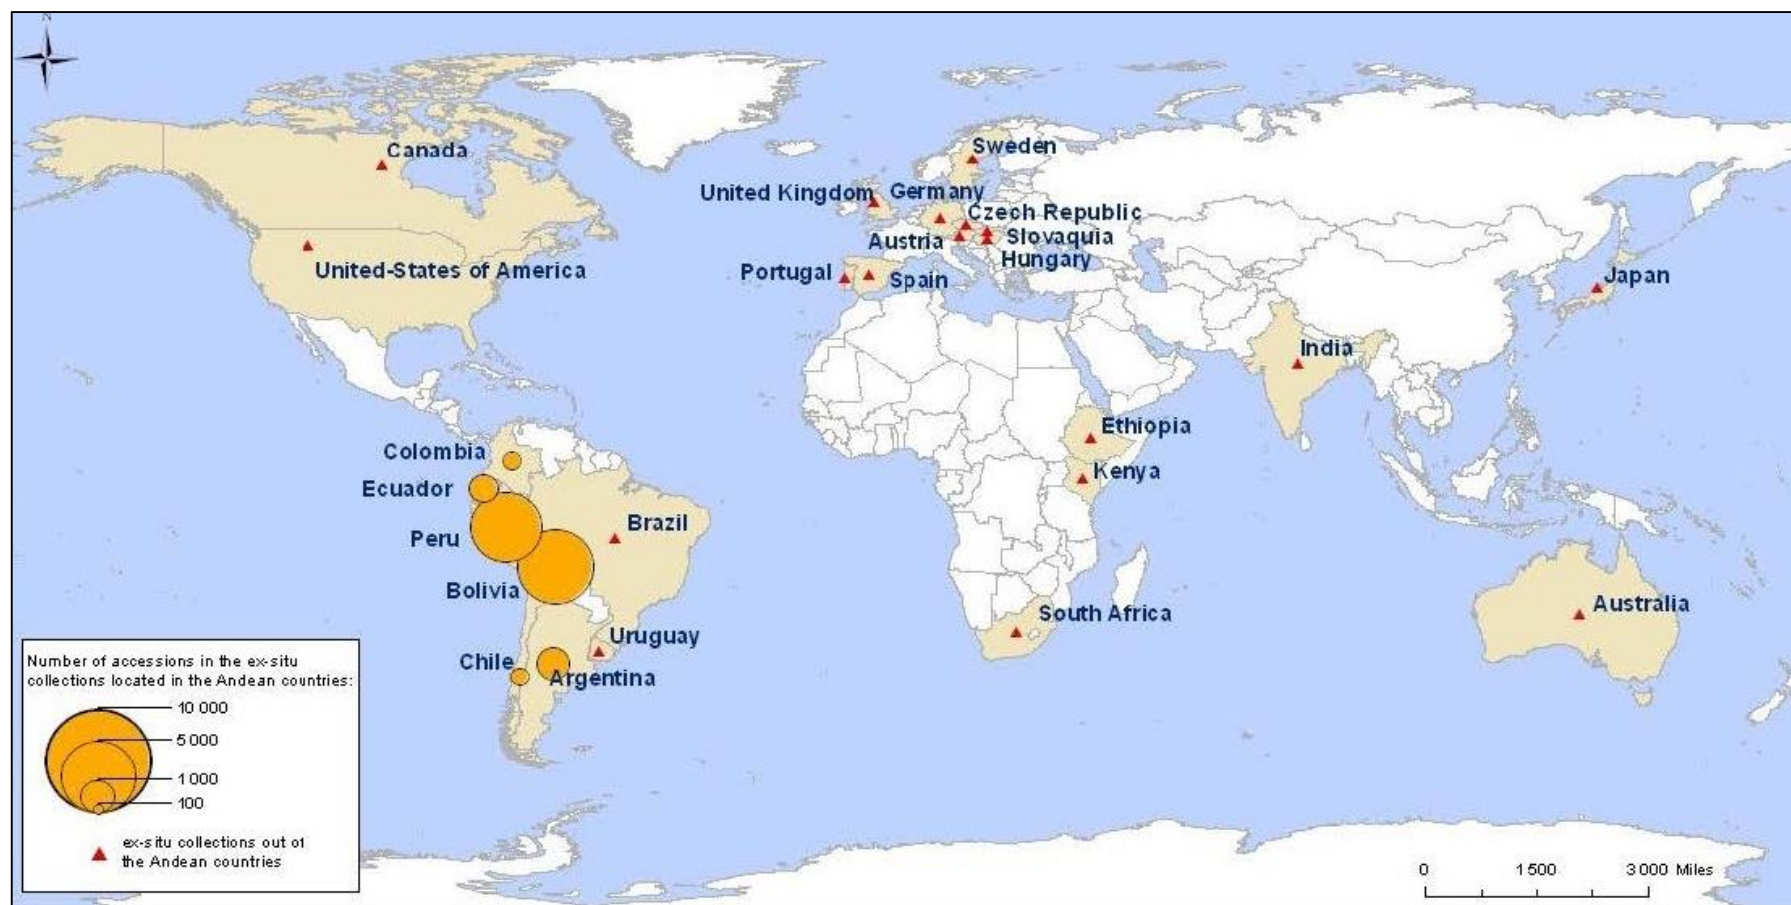 N
Canada
Sweden
United Kingdom
Germany
Czech Republic
Austria
Slovaquia
Hungary
United-States of America
Portugal
Spain
Japan
India
Colombia
Ethiopia
Ecuador
Kenya
Peru
Brazil
Bolivia
Australia
South Africa
Uruguay
Chile
Argentina
Number of accessions in the ex-situ
collections located in the Andean countries:
10 000
5 000
1 000
100
ex-situ collections out of
the Andean countries
0 1 500 3 000 Miles